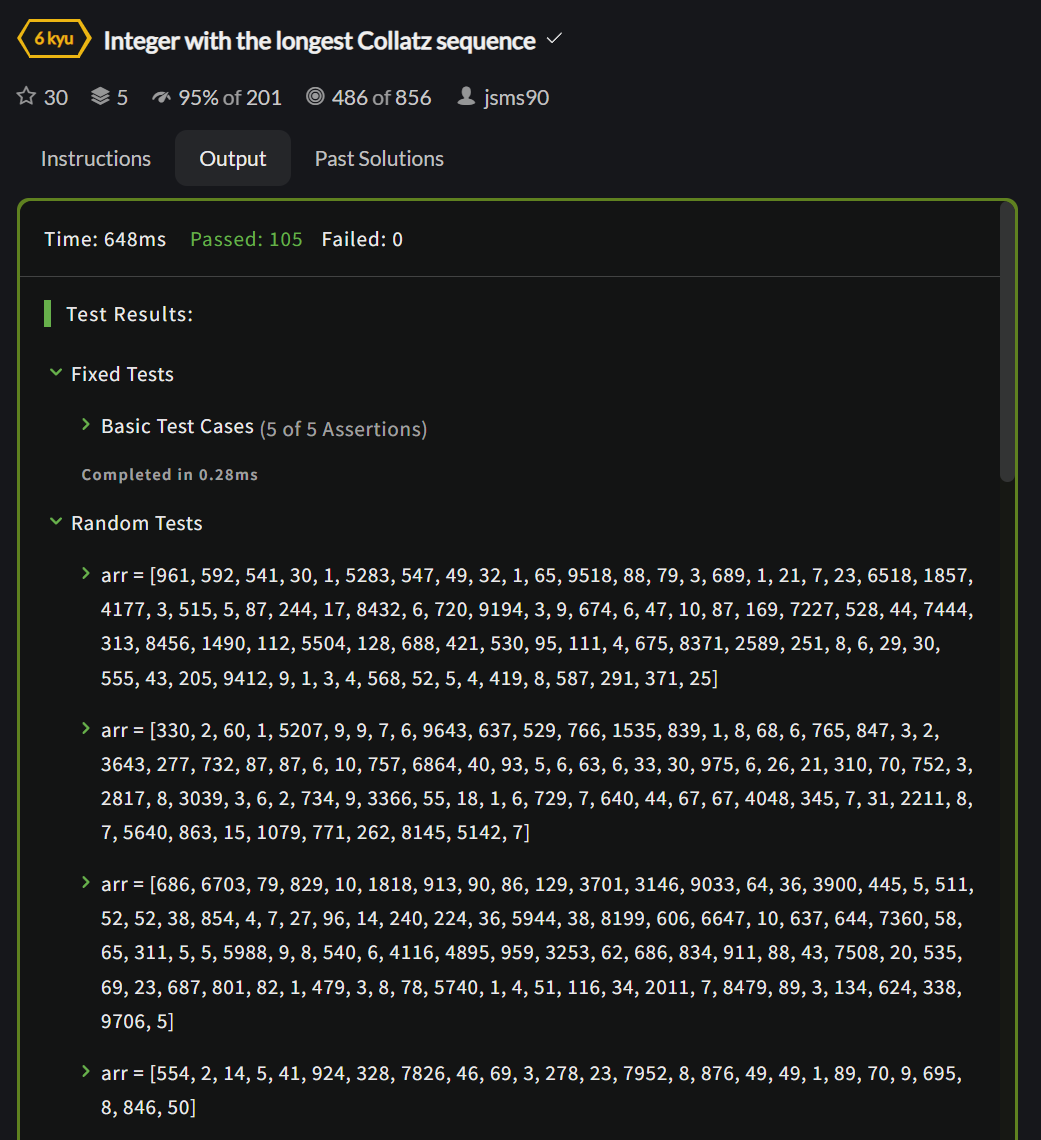 6 kyu Integer with the longest Collatz sequence
30 5 95% of 201 486 of 856 jsms90
Instructions Output Past Solutions
Time: 648ms Passed: 105 Failed: 0
Test Results:
Fixed Tests
Basic Test Cases (5 of 5 Assertions)
Completed in 0.28ms
Random Tests
arr = [961, 592, 541, 30, 1, 5283, 547, 49, 32, 1, 65, 9518, 88, 79, 3, 689, 1, 21, 7, 23, 6518, 1857,
4177, 3, 515, 5, 87, 244, 17, 8432, 6, 720, 9194, 3, 9, 674, 6, 47, 10, 87, 169, 7227, 528, 44, 7444,
313, 8456, 1490, 112, 5504, 128, 688, 421, 530, 95, 111, 4, 675, 8371, 2589, 251, 8, 6, 29, 30,
555, 43, 205, 9412, 9, 1, 3, 4, 568, 52, 5, 4, 419, 8, 587, 291, 371, 25]
arr = [330, 2, 60, 1, 5207, 9, 9, 7, 6, 9643, 637, 529, 766, 1535, 839, 1, 8, 68, 6, 765, 847, 3, 2,
3643, 277, 732, 87, 87, 6, 10, 757, 6864, 40, 93, 5, 6, 63, 6, 33, 30, 975, 6, 26, 21, 310, 70, 752, 3,
2817, 8, 3039, 3, 6, 2, 734, 9, 3366, 55, 18, 1, 6, 729, 7, 640, 44, 67, 67, 4048, 345, 7, 31, 2211, 8,
7, 5640, 863, 15, 1079, 771, 262, 8145, 5142, 7]
arr = [686, 6703, 79, 829, 10, 1818, 913, 90, 86, 129, 3701, 3146, 9033, 64, 36, 3900, 445, 5, 511,
52, 52, 38, 854, 4, 7, 27, 96, 14, 240, 224, 36, 5944, 38, 8199, 606, 6647, 10, 637, 644, 7360, 58,
65, 311, 5, 5, 5988, 9, 8, 540, 6, 4116, 4895, 959, 3253, 62, 686, 834, 911, 88, 43, 7508, 20, 535,
69, 23, 687, 801, 82, 1, 479, 3, 8, 78, 5740, 1, 4, 51, 116, 34, 2011, 7, 8479, 89, 3, 134, 624, 338,
9706, 5]
arr = [554, 2, 14, 5, 41, 924, 328, 7826, 46, 69, 3, 278, 23, 7952, 8, 876, 49, 49, 1, 89, 70, 9, 695,
8, 846, 50]